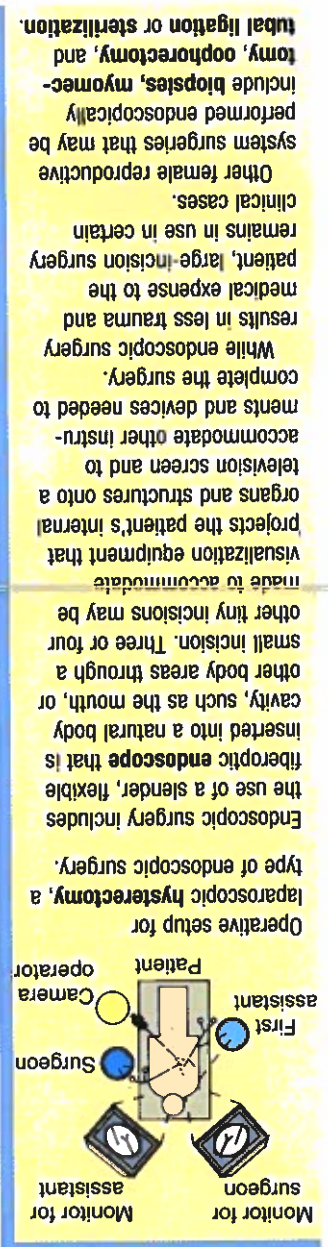 Monitor for
surgeon
Monitor for
assistant
Surgeon
First
assistant
Camera
operator
Patient
Operative setup for
laparoscopic hysterectomy, a
type of endoscopic surgery.
Endoscopic surgery includes
the use of a slender, flexible
fiberoptic endoscope that is
inserted into a natural body
cavity, such as the mouth, or
other body areas through a
small incision. Three or four
other tiny incisions may be
made to accommodate
visualization equipment that
projects the patient's internal
organs and structures onto a
television screen and to
accommodate other instru-
ments and devices needed to
complete the surgery.
While endoscopic surgery
results in less trauma and
medical expense to the
patient, large-incision surgery
remains in use in certain
clinical cases.
Other female reproductive
system surgeries that may be
performed endoscopically
include biopsies, myomec-
tomy, oophorectomy, and
tubal ligation or sterilization.